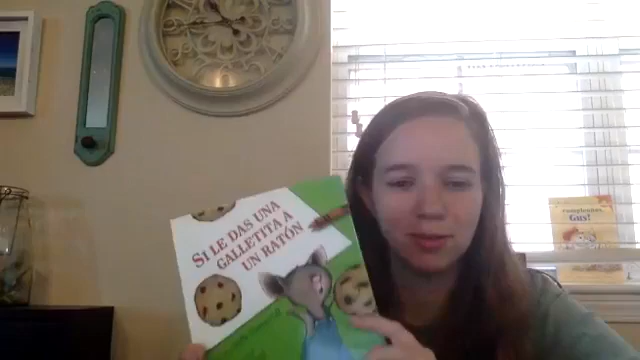 SI LE DAS UNA
GALLETITA A
UN RATÓN
cumpleaños,
Gus!